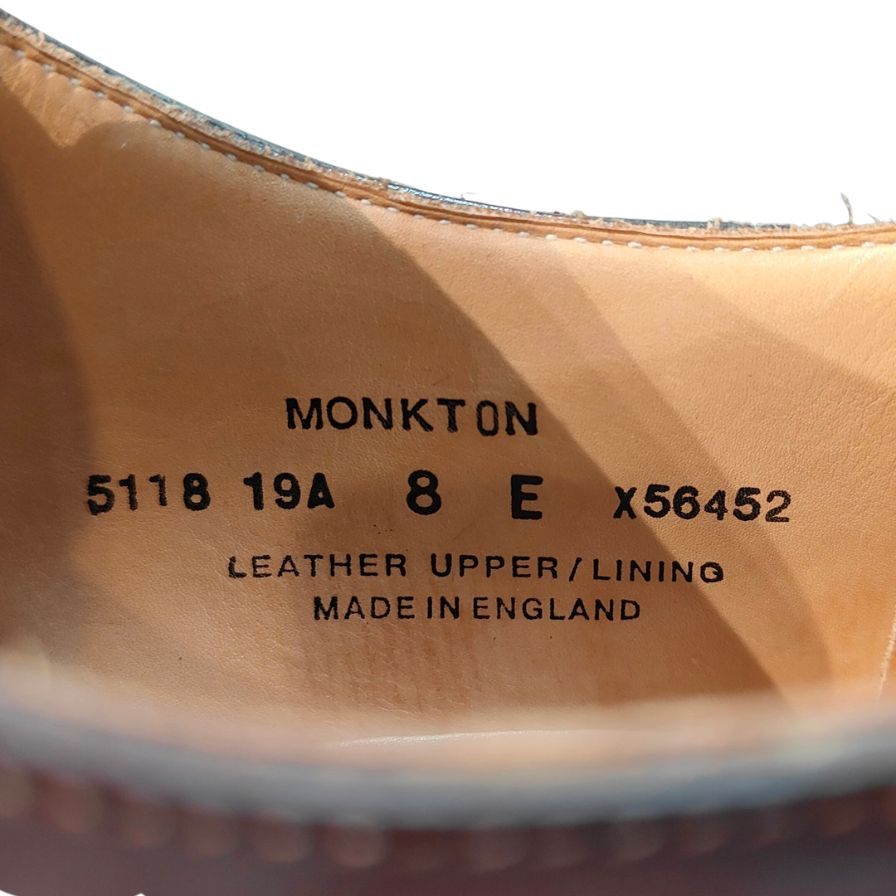 MONKTON
5118 19A 8 E X56452
LEATHER UPPER/LINING
MADE IN ENGLAND